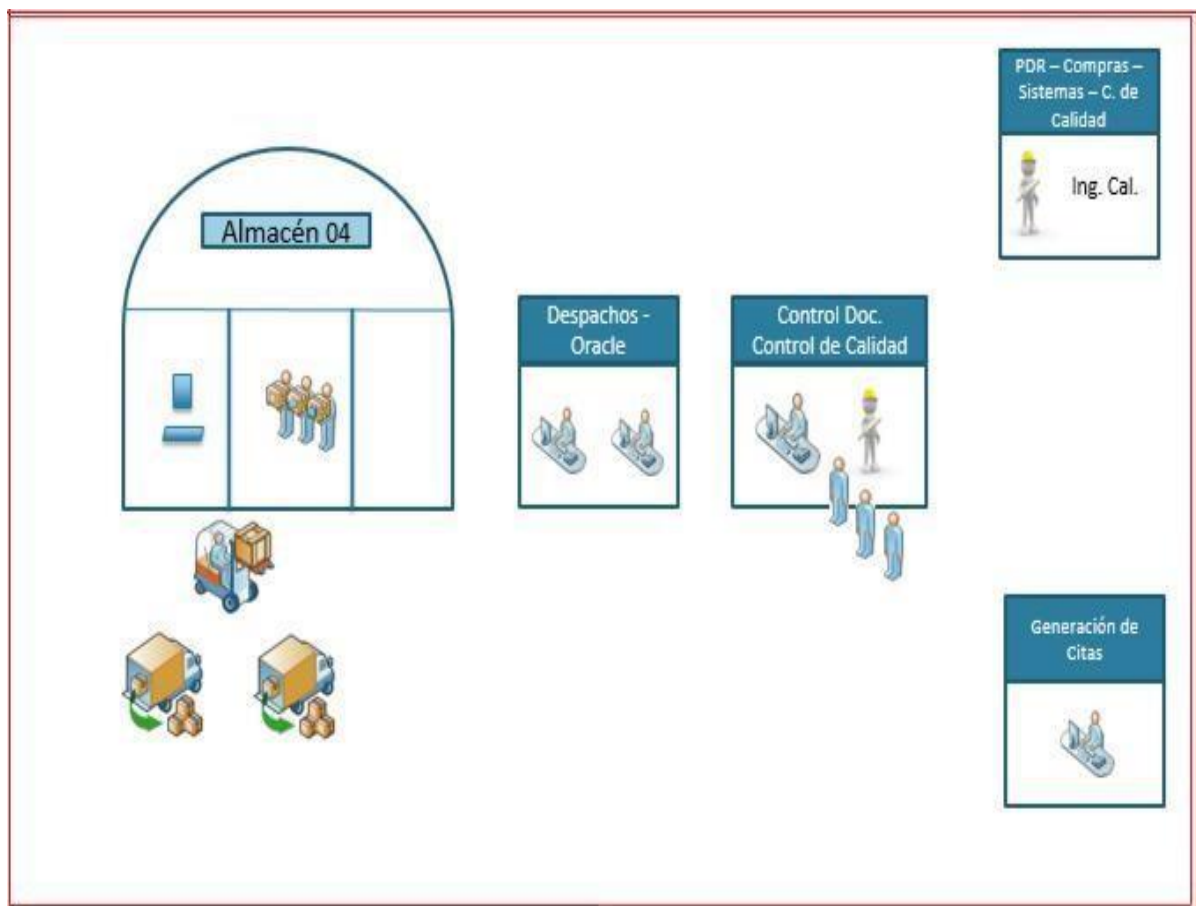 PDR – Compras –
Sistemas – C. de
Calidad
Ing. Cal.
Almacén 04
Despachos -
Oracle
Control Doc.
Control de Calidad
Generación de
Citas